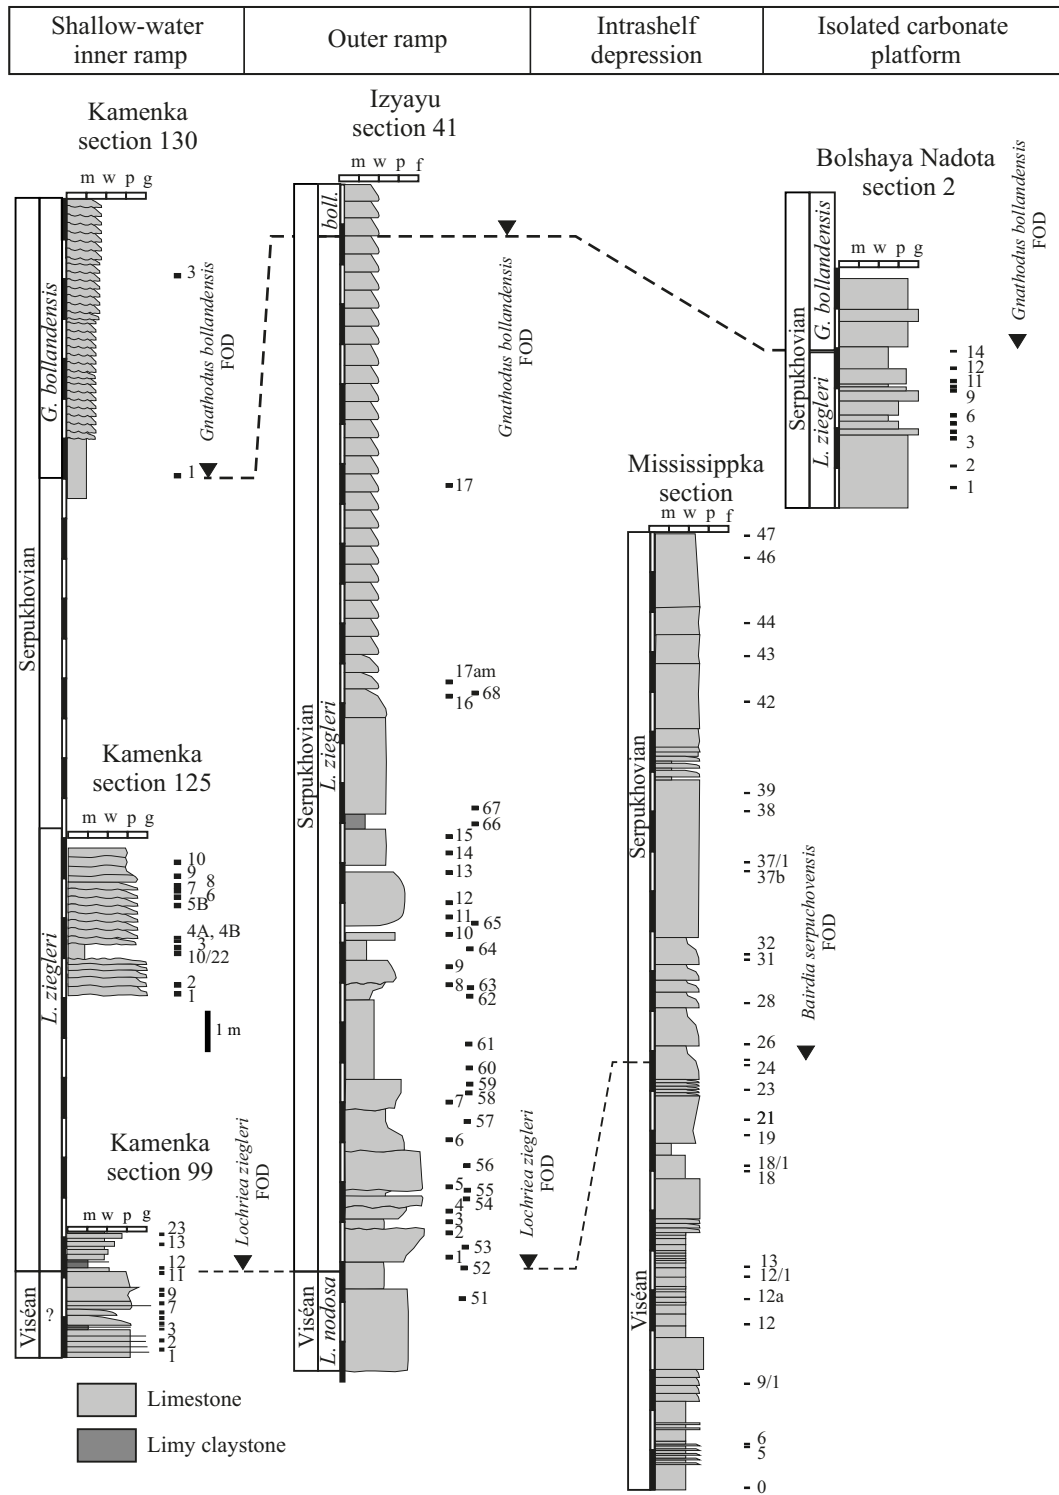 Shallow-water
inner ramp
Outer ramp
Intrashelf
depression
Isolated carbonate
platform
Kamenka
section 130
m w p g
Serpukhovian
G. bollandensis
3
1
Gnathodus bollandensis
FOD
Kamenka
section 125
m w p g
L. ziegleri
10
9
8
7
6
5B
4A, 4B
3
10/22
2
1
1 m
Kamenka
section 99
m w p g
23
13
12
11
9
7
3
2
1
Viséan
?
Lochriea ziegleri
FOD
Limestone
Limy claystone
Izyayu
section 41
m w p f
boll.
Serpukhovian
L. ziegleri
Viséan
L. nodosa
Gnathodus bollandensis
FOD
17
17am
68
16
67
66
15
14
13
12
11
65
10
64
9
8
63
62
61
60
59
58
7
57
6
56
5
55
54
4
3
2
53
1
52
51
Lochriea ziegleri
FOD
Mississippka
section
m w p f
Serpukhovian
Viséan
47
46
44
43
42
39
38
37/1
37b
32
31
28
26
24
23
21
19
18/1
18
13
12/1
12a
12
9/1
6
5
0
Bairdia serpuchovensis
FOD
Bolshaya Nadota
section 2
m w p g
Serpukhovian
G. bollandensis
L. ziegleri
14
12
11
9
6
3
2
1
Gnathodus bollandensis
FOD